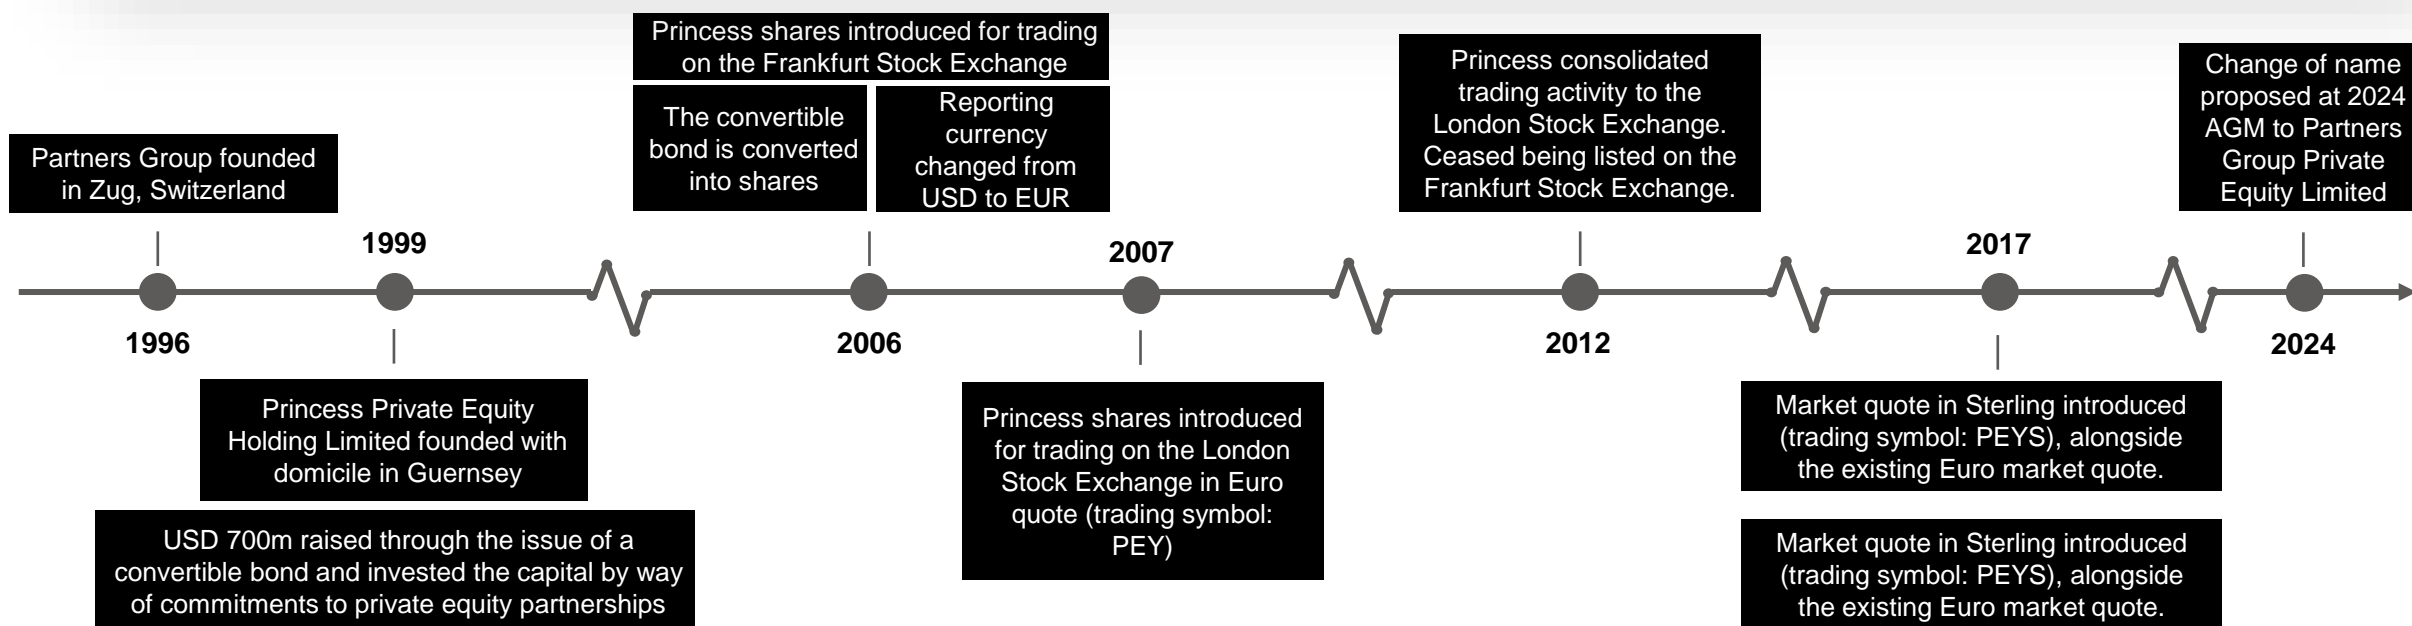 Partners Group founded
in Zug, Switzerland
1996
1999
Princess Private Equity
Holding Limited founded with
domicile in Guernsey
USD 700m raised through the issue of a
convertible bond and invested the capital by way
of commitments to private equity partnerships
Princess shares introduced for trading
on the Frankfurt Stock Exchange
The convertible
bond is converted
into shares
Reporting
currency
changed from
USD to EUR
2006
2007
Princess shares introduced
for trading on the London
Stock Exchange in Euro
quote (trading symbol:
PEY)
Princess consolidated
trading activity to the
London Stock Exchange.
Ceased being listed on the
Frankfurt Stock Exchange.
2012
2017
Market quote in Sterling introduced
(trading symbol: PEYS), alongside
the existing Euro market quote.
Market quote in Sterling introduced
(trading symbol: PEYS), alongside
the existing Euro market quote.
Change of name
proposed at 2024
AGM to Partners
Group Private
Equity Limited
2024